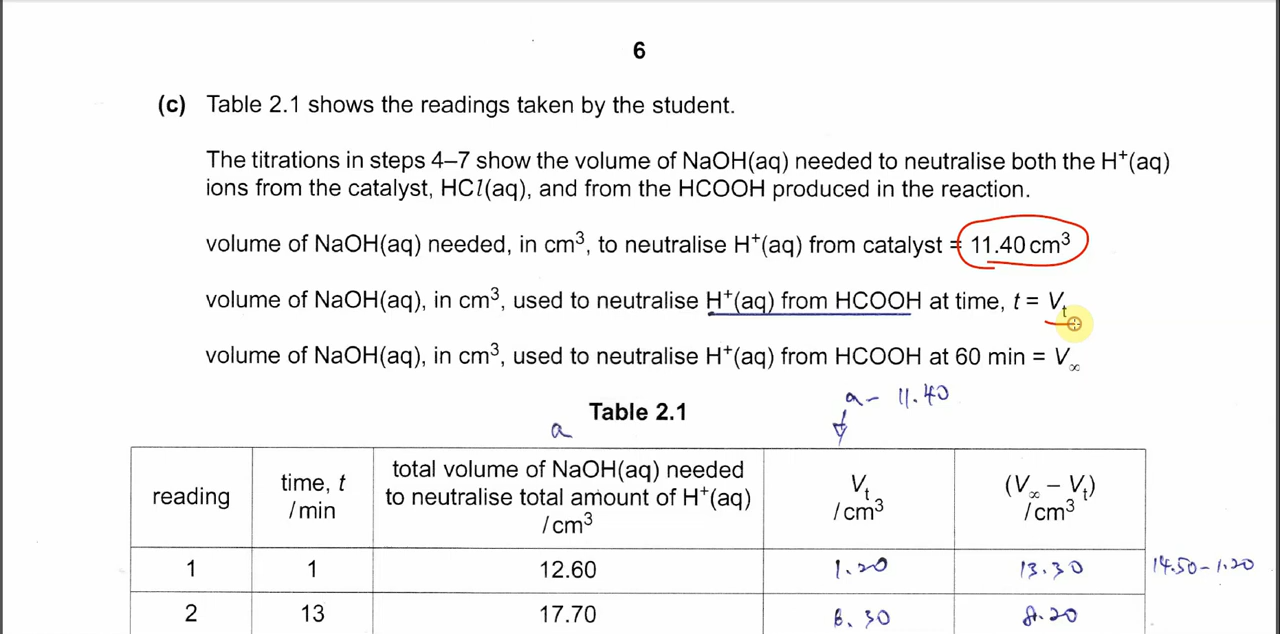 6
(c) Table 2.1 shows the readings taken by the student.
The titrations in steps 4–7 show the volume of NaOH(aq) needed to neutralise both the H⁺(aq)
ions from the catalyst, HCl(aq), and from the HCOOH produced in the reaction.
volume of NaOH(aq) needed, in cm³, to neutralise H⁺(aq) from catalyst = 11.40 cm³
volume of NaOH(aq), in cm³, used to neutralise H⁺(aq) from HCOOH at time, t = Vₜ
volume of NaOH(aq), in cm³, used to neutralise H⁺(aq) from HCOOH at 60 min = V∞
a – 11.40
Table 2.1
a
reading
time, t
/ min
total volume of NaOH(aq) needed
to neutralise total amount of H⁺(aq)
/ cm³
Vₜ
/ cm³
(V∞ – Vₜ)
/ cm³
1 1 12.60 1.20 13.30 14.50–1.20
2 13 17.70 6.30 8.20